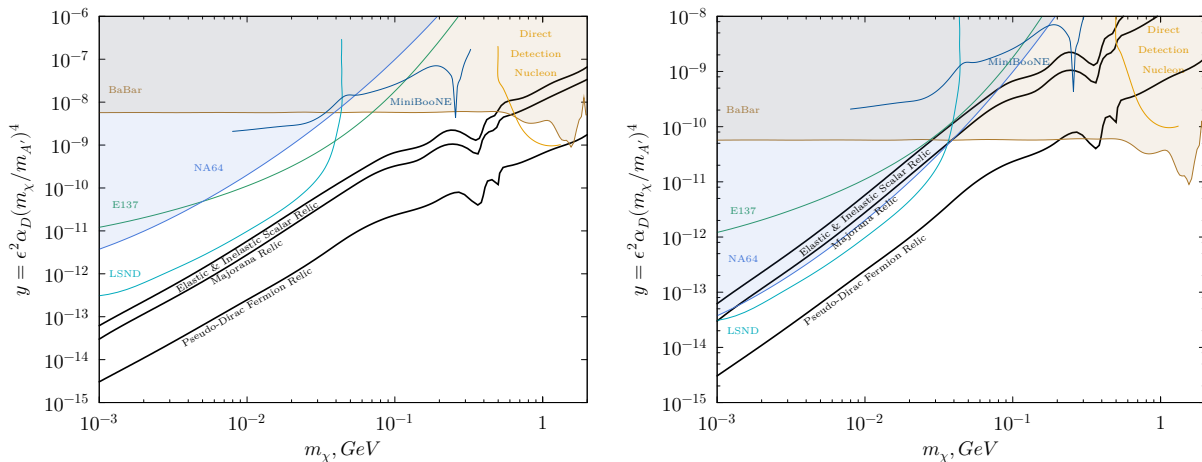 10^−6
10^−7
10^−8
10^−9
10^−10
10^−11
10^−12
10^−13
10^−14
10^−15
y = ϵ²α_D(m_χ/m_A′)⁴
BaBar
NA64
E137
LSND
MiniBooNE
Direct
Detection
Nucleon
Elastic & Inelastic Scalar Relic
Majorana Relic
Pseudo-Dirac Fermion Relic
10^−3
10^−2
10^−1
1
m_χ, GeV
10^−8
10^−9
10^−10
10^−11
10^−12
10^−13
10^−14
10^−15
y = ϵ²α_D(m_χ/m_A′)⁴
Direct
Detection
Nucleon
MiniBooNE
BaBar
E137
NA64
LSND
Elastic & Inelastic Scalar Relic
Majorana Relic
Pseudo-Dirac Fermion Relic
10^−3
10^−2
10^−1
1
m_χ, GeV